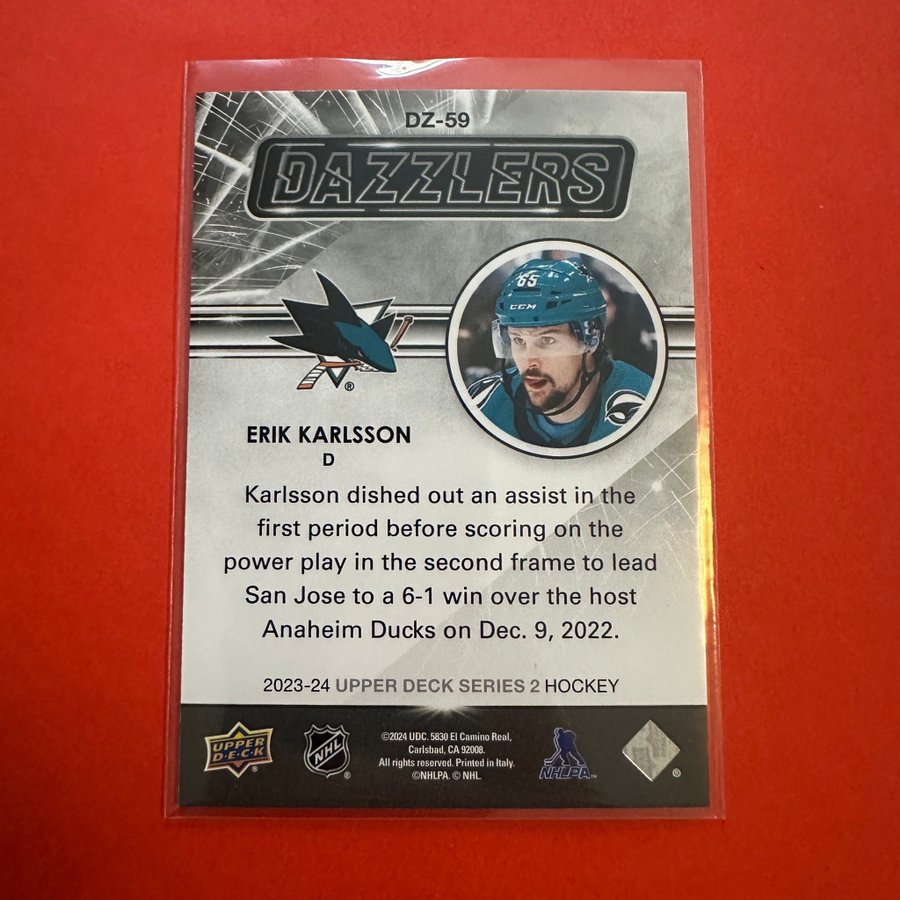 DZ-59
DAZZLERS
65
CCM
®
ERIK KARLSSON
D
Karlsson dished out an assist in the
first period before scoring on the
power play in the second frame to lead
San Jose to a 6-1 win over the host
Anaheim Ducks on Dec. 9, 2022.
2023-24 UPPER DECK SERIES 2 HOCKEY
UPPER
DECK
®
NHL
®
©2024 UDC. 5830 El Camino Real,
Carlsbad, CA 92008.
All rights reserved. Printed in Italy.
©NHLPA. © NHL.
NHLPA™
®